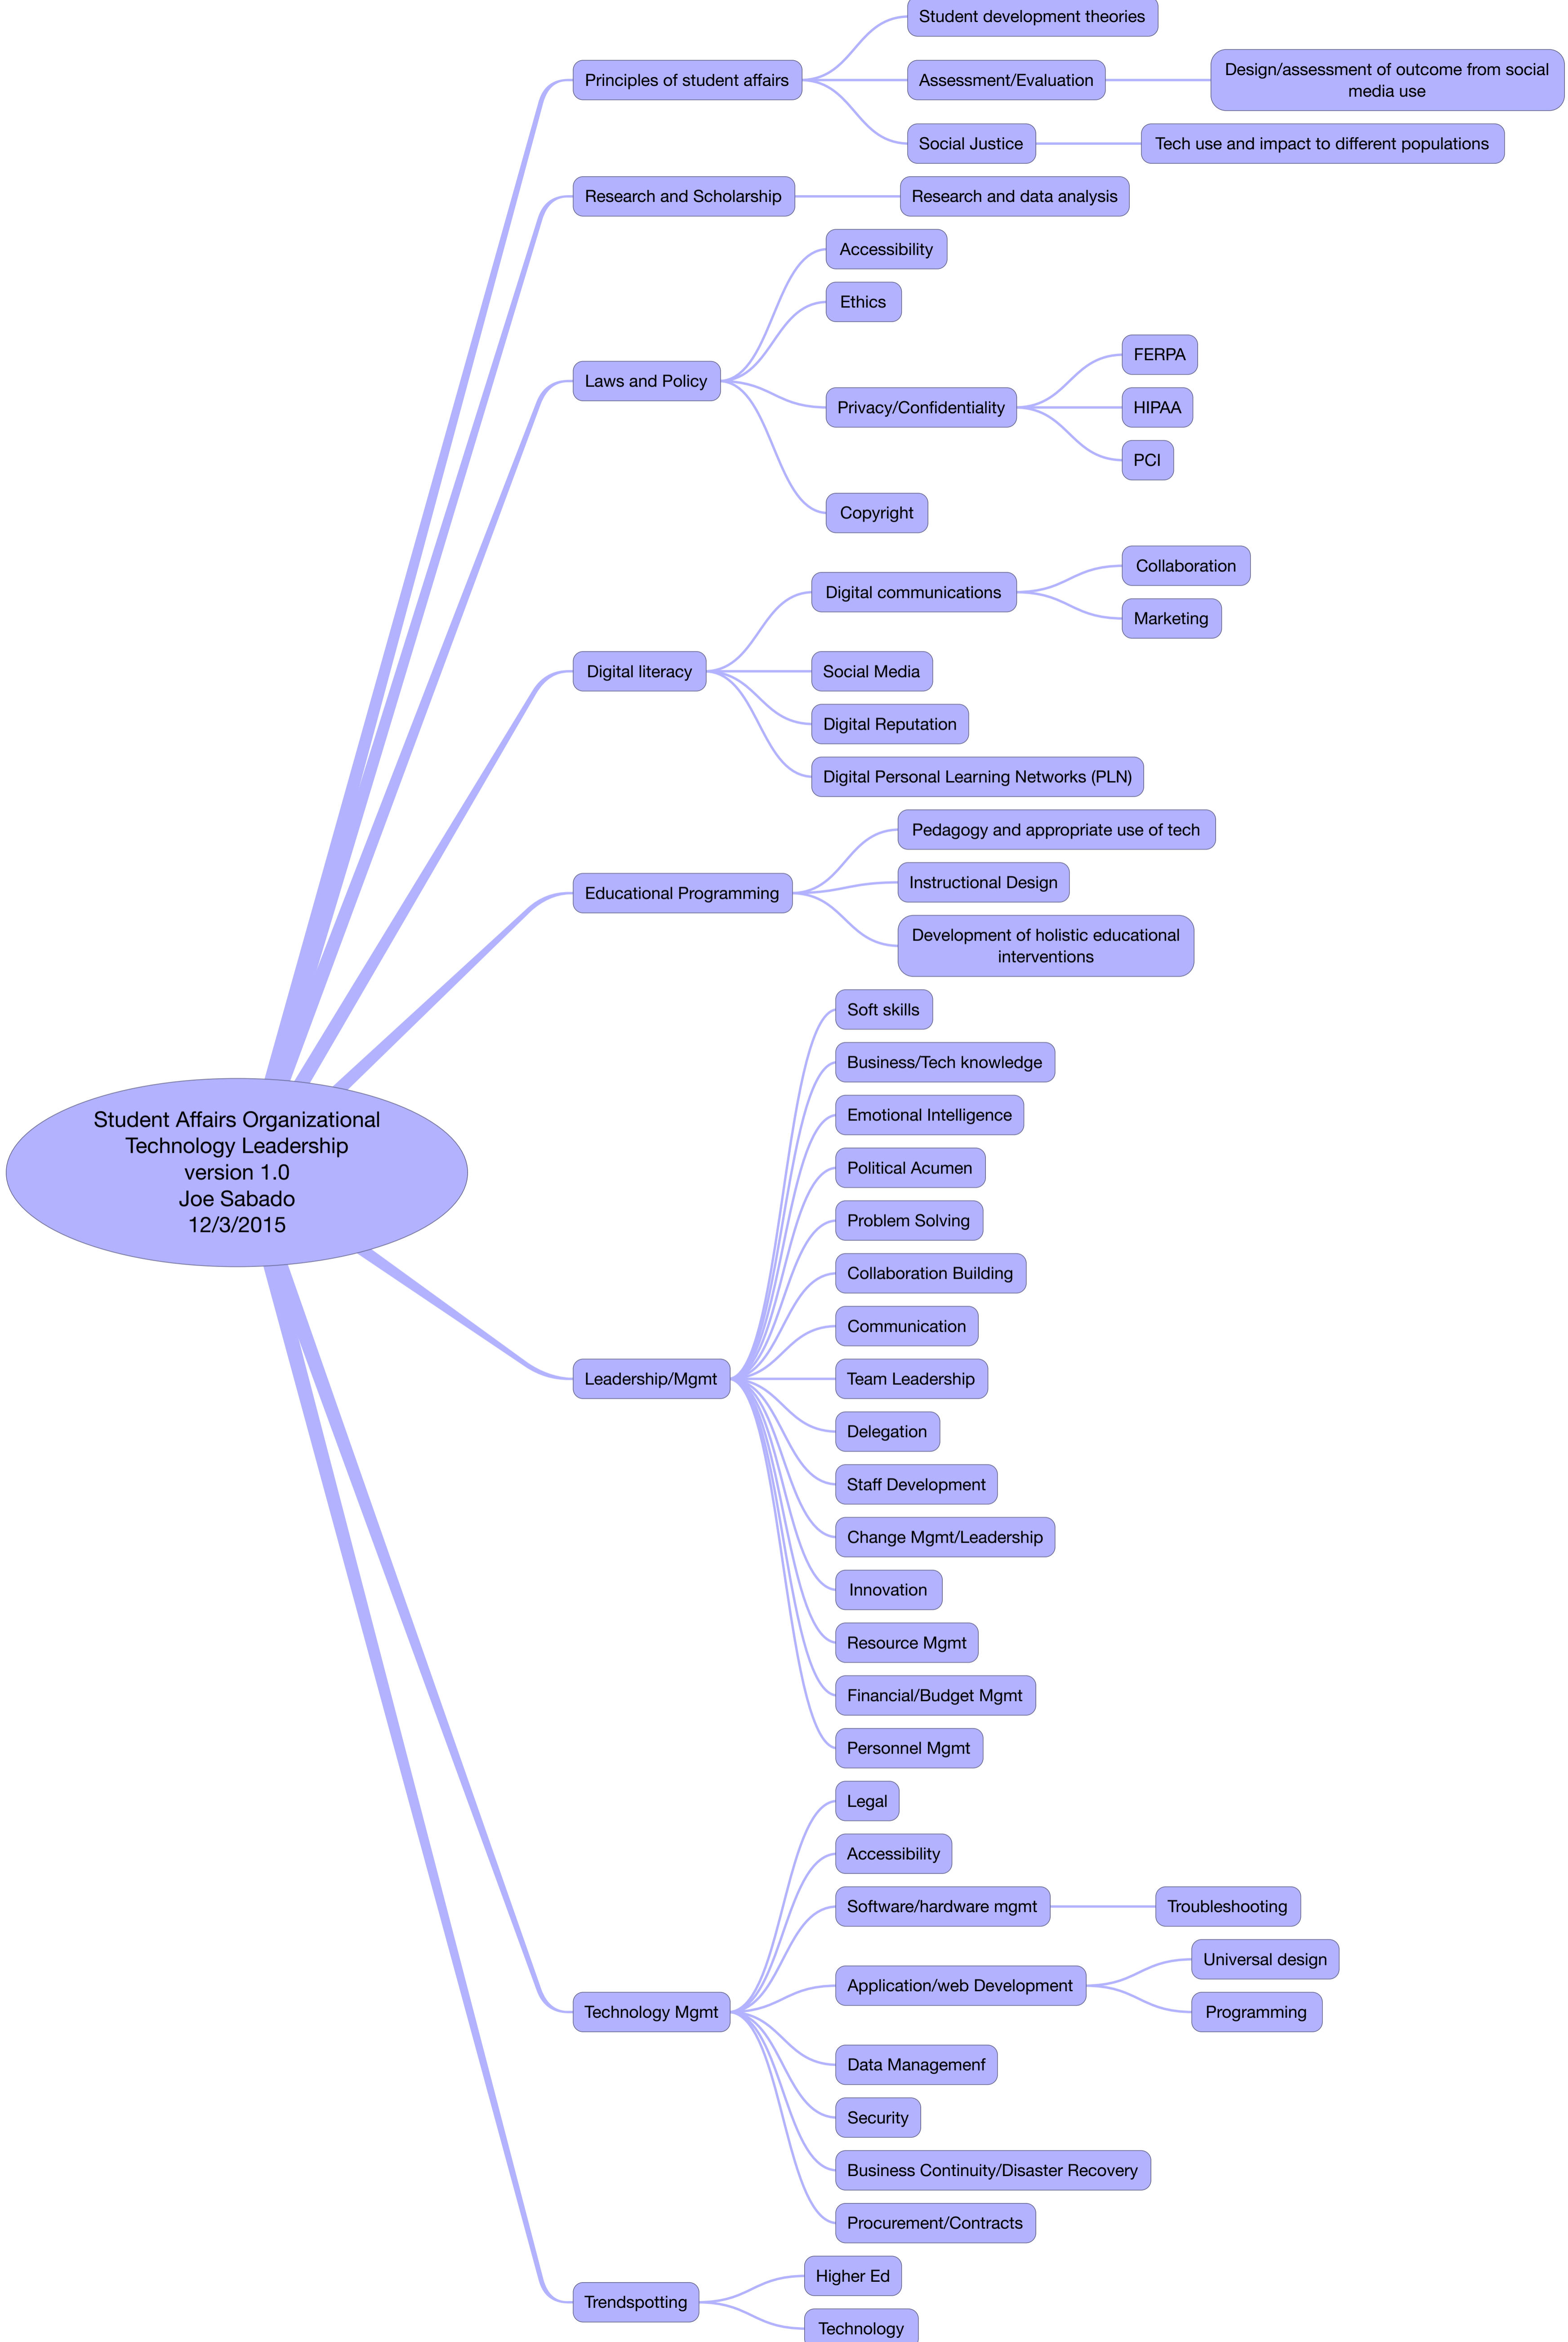 Student Affairs Organizational
Technology Leadership
version 1.0
Joe Sabado
12/3/2015
Principles of student affairs
Student development theories
Assessment/Evaluation
Design/assessment of outcome from social
media use
Social Justice
Tech use and impact to different populations
Research and Scholarship
Research and data analysis
Laws and Policy
Accessibility
Ethics
Privacy/Confidentiality
FERPA
HIPAA
PCI
Copyright
Digital literacy
Digital communications
Collaboration
Marketing
Social Media
Digital Reputation
Digital Personal Learning Networks (PLN)
Educational Programming
Pedagogy and appropriate use of tech
Instructional Design
Development of holistic educational
interventions
Leadership/Mgmt
Soft skills
Business/Tech knowledge
Emotional Intelligence
Political Acumen
Problem Solving
Collaboration Building
Communication
Team Leadership
Delegation
Staff Development
Change Mgmt/Leadership
Innovation
Resource Mgmt
Financial/Budget Mgmt
Personnel Mgmt
Technology Mgmt
Legal
Accessibility
Software/hardware mgmt
Troubleshooting
Application/web Development
Universal design
Programming
Data Managemenf
Security
Business Continuity/Disaster Recovery
Procurement/Contracts
Trendspotting
Higher Ed
Technology